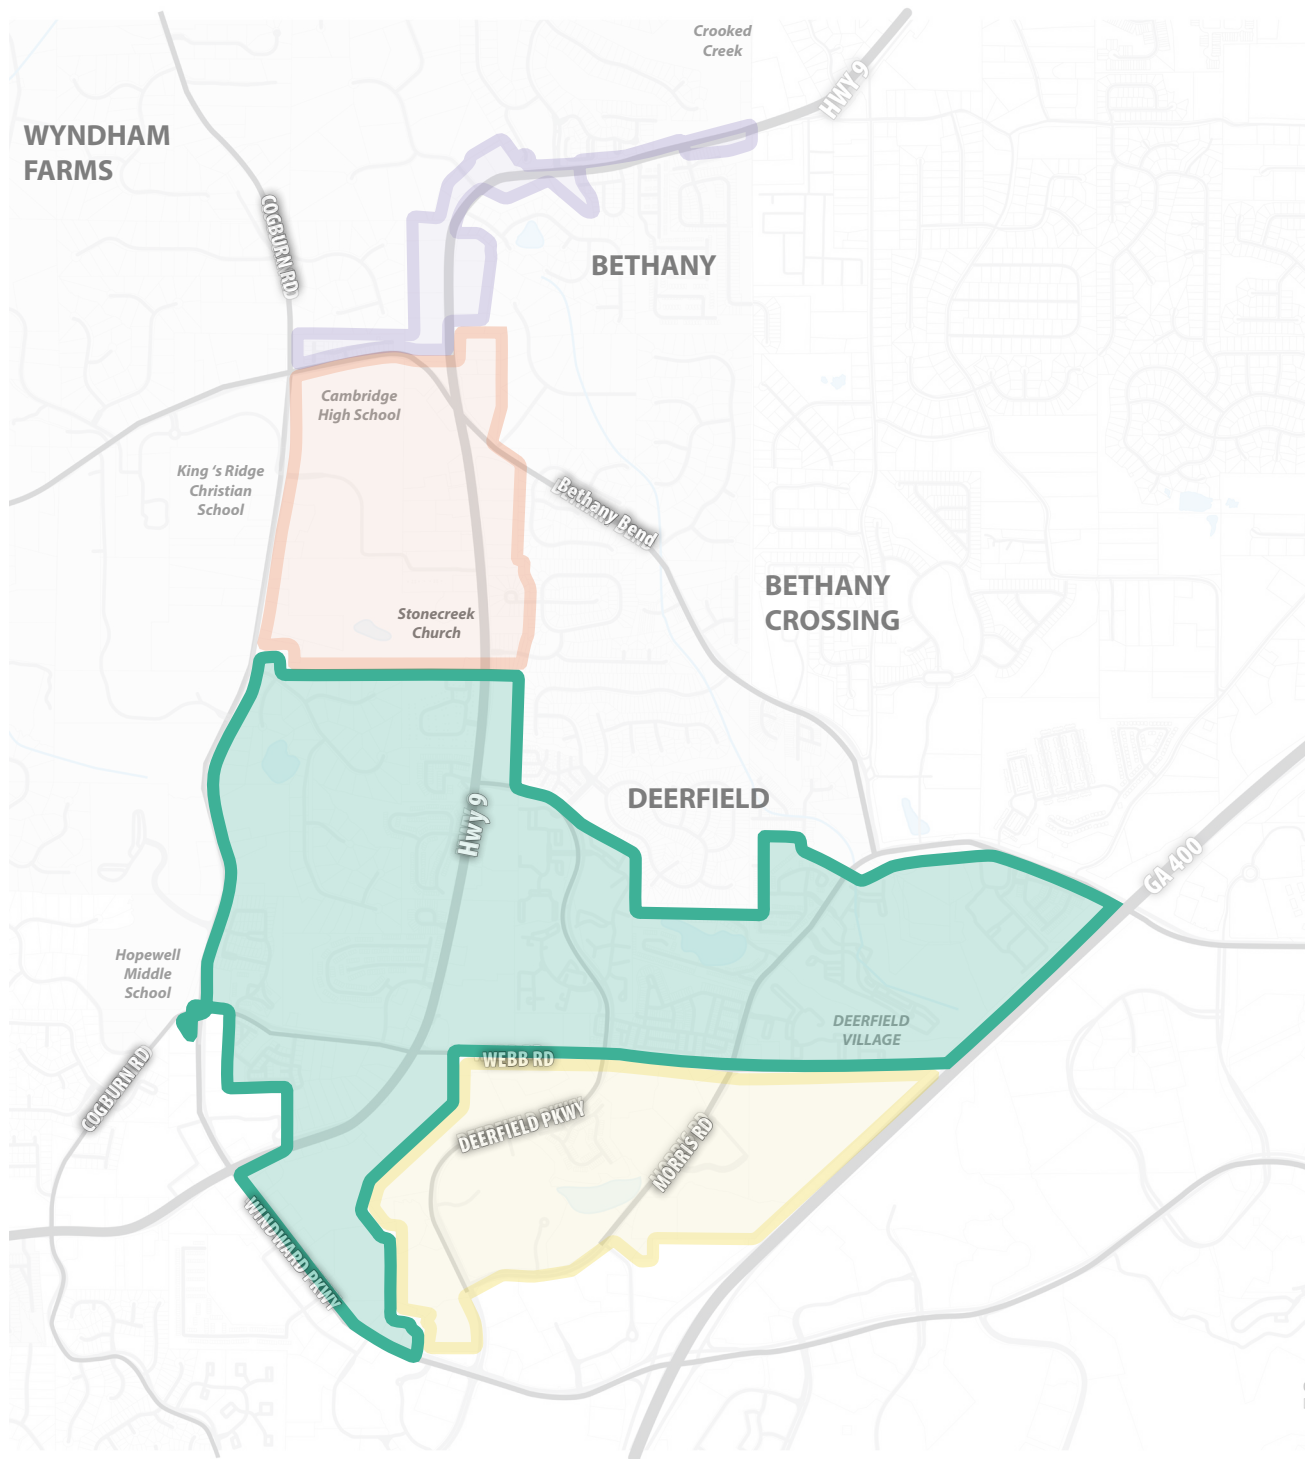 Crooked
Creek
HWY 9
WYNDHAM
FARMS
COGBURN RD
BETHANY
Cambridge
High School
King ‘s Ridge
Christian
School
Bethany Bend
BETHANY
CROSSING
Stonecreek
Church
DEERFIELD
Hwy 9
GA 400
Hopewell
Middle
School
DEERFIELD
VILLAGE
WEBB RD
COGBURN RD
DEERFIELD PKWY
MORRIS RD
WINDWARD PKWY